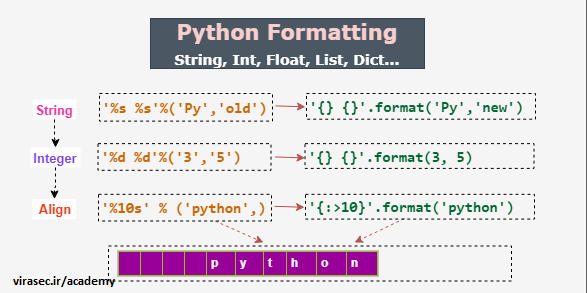 Python Formatting
String, Int, Float, List, Dict...
String
'%s %s'%('Py','old')
'{} {}'.format('Py','new')
Integer
'%d %d'%('3','5')
'{} {}'.format(3, 5)
Align
'%10s' % ('python',)
'{:>10}'.format('python')
p y t h o n
virasec.ir/academy